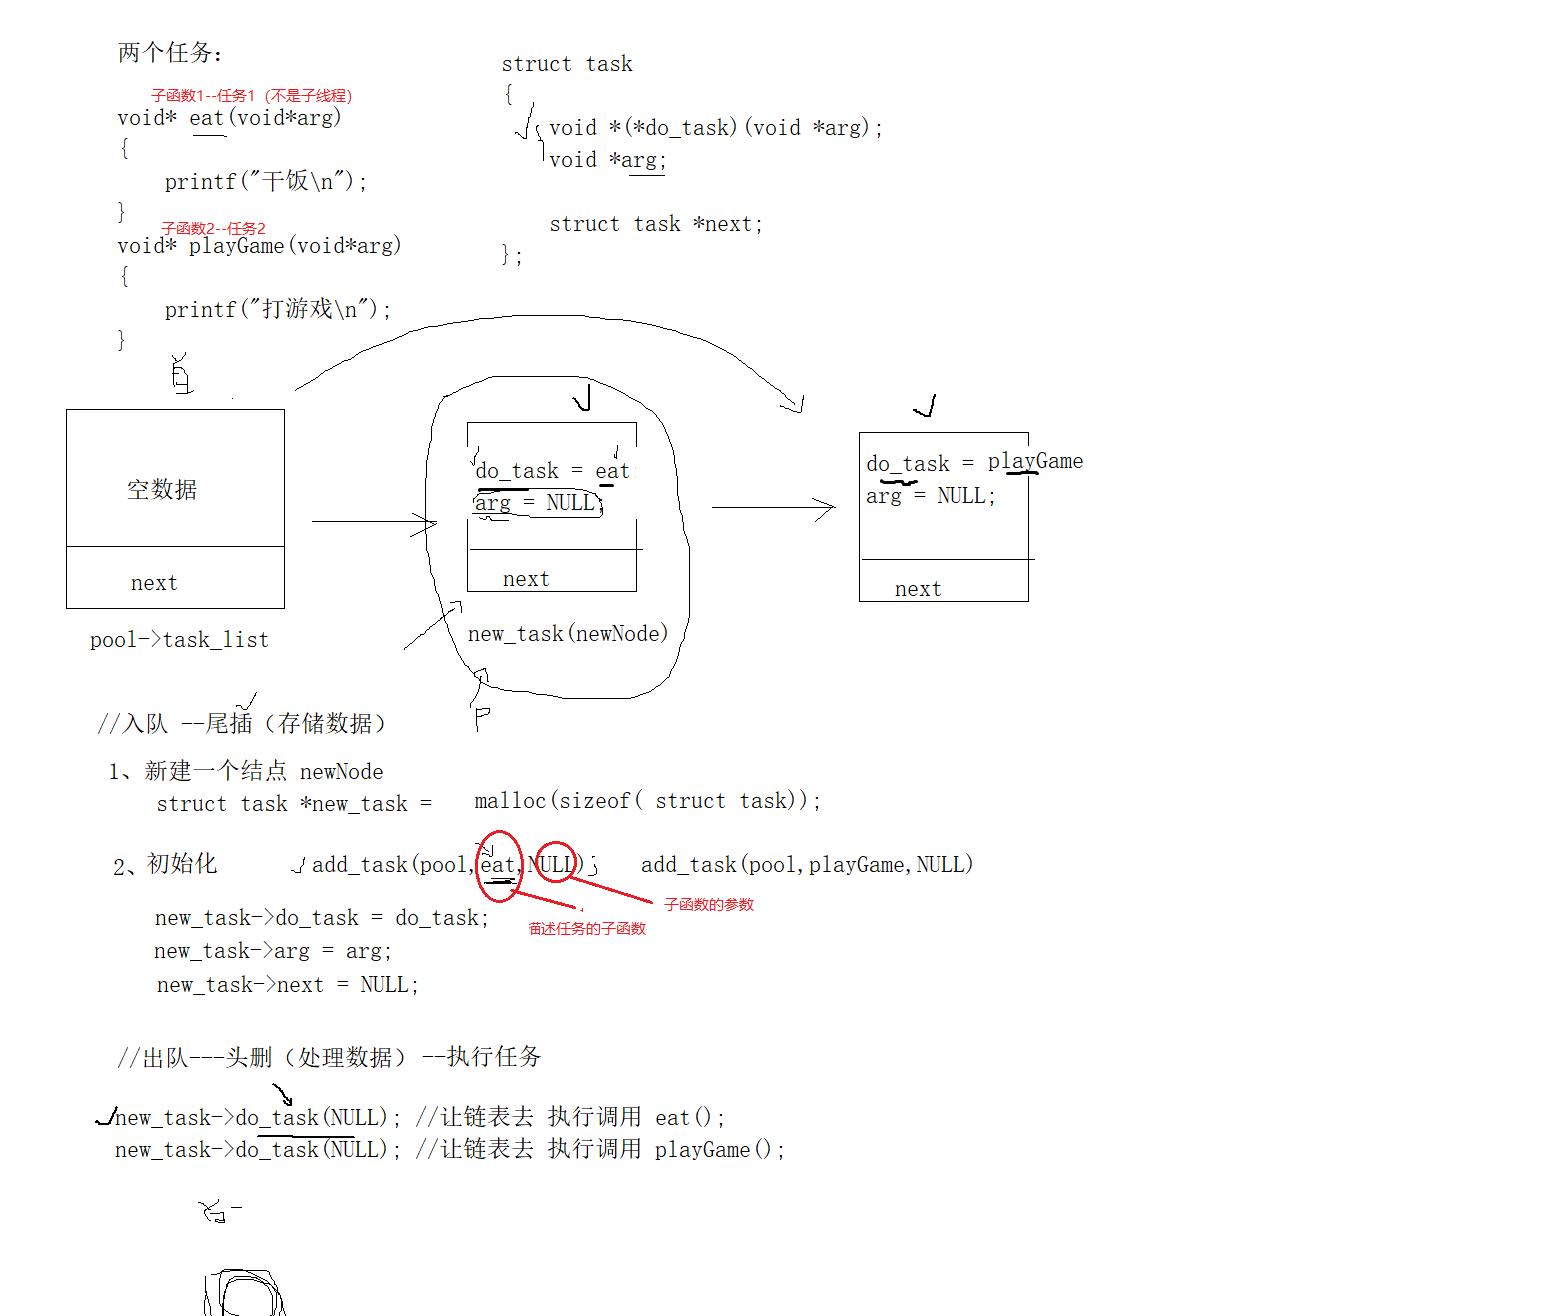 两个任务：
子函数1--任务1（不是子线程）
void* eat(void*arg)
{
printf("干饭\n");
}
子函数2--任务2
void* playGame(void*arg)
{
printf("打游戏\n");
}
struct task
{
void *(*do_task)(void *arg);
void *arg;
struct task *next;
};
空数据
next
pool->task_list
do_task = eat
arg = NULL;
next
new_task(newNode)
P
do_task = playGame
arg = NULL;
next
//入队 --尾插（存储数据）
1、新建一个结点 newNode
struct task *new_task = malloc(sizeof( struct task));
2、初始化 add_task(pool,eat,NULL); add_task(pool,playGame,NULL)
子函数的参数
描述任务的子函数
new_task->do_task = do_task;
new_task->arg = arg;
new_task->next = NULL;
//出队---头删（处理数据） --执行任务
new_task->do_task(NULL); //让链表去 执行调用 eat();
new_task->do_task(NULL); //让链表去 执行调用 playGame();